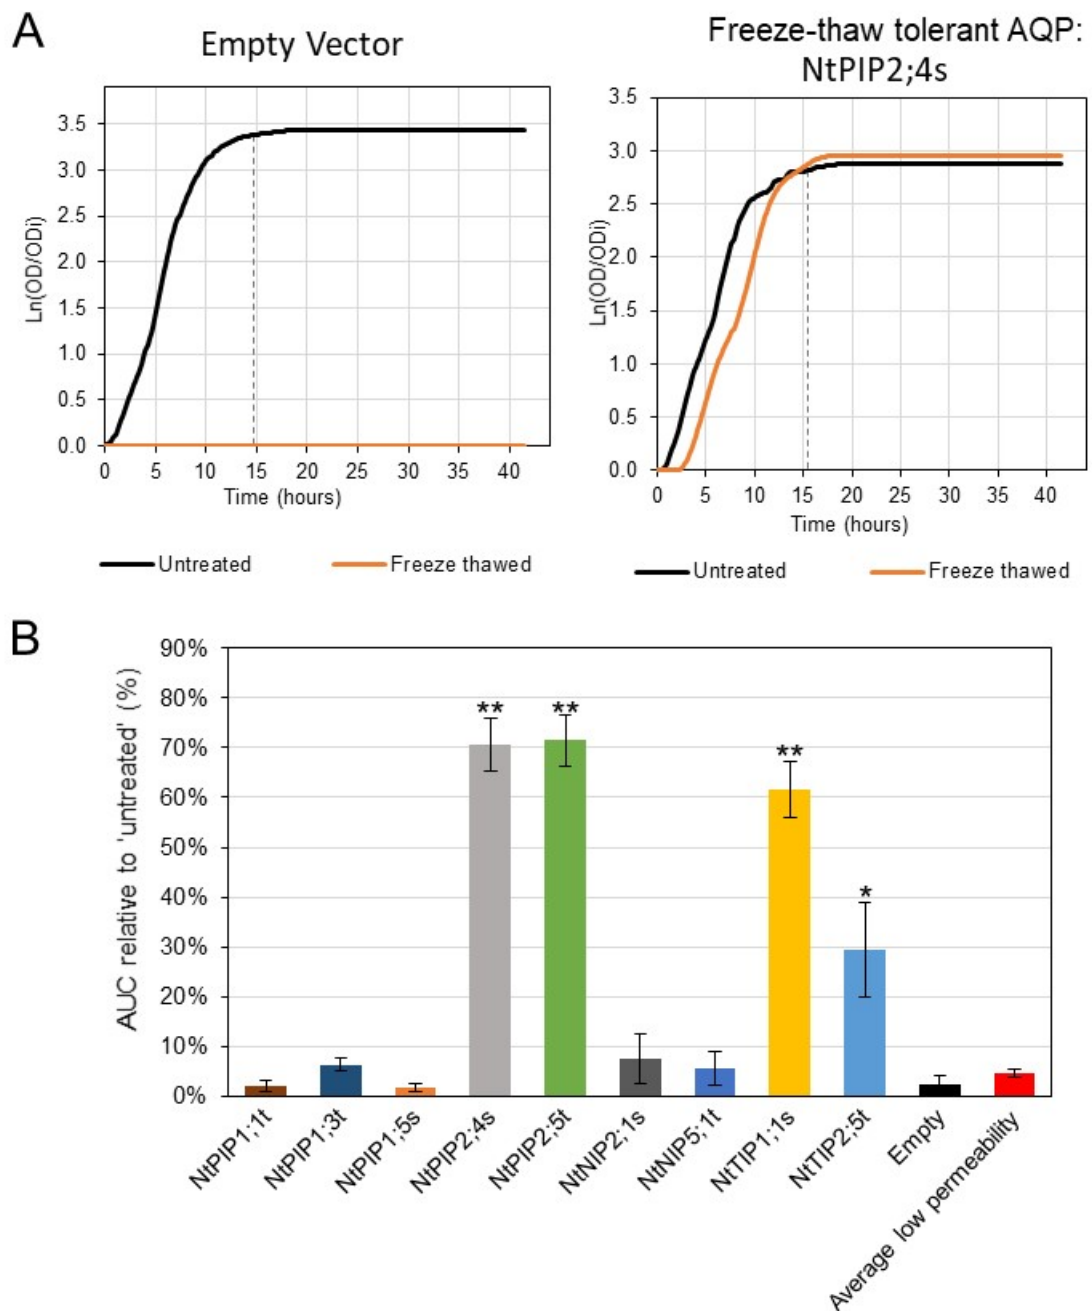 A
Empty Vector
Freeze-thaw tolerant AQP:
NtPIP2;4s
Ln(OD/ODi)
3.5
3.0
2.5
2.0
1.5
1.0
0.5
0.0
0 5 10 15 20 25 30 35 40
Time (hours)
Untreated Freeze thawed
Ln(OD/ODi)
3.5
3.0
2.5
2.0
1.5
1.0
0.5
0.0
0 5 10 15 20 25 30 35 40
Time (hours)
Untreated Freeze thawed
B
AUC relative to 'untreated' (%)
90%
80%
70%
60%
50%
40%
30%
20%
10%
0%
** ** ** *
NtPIP1;1t
NtPIP1;3t
NtPIP1;5s
NtPIP2;4s
NtPIP2;5t
NtNIP2;1s
NtNIP5;1t
NtTIP1;1s
NtTIP2;5t
Empty
Average low permeability